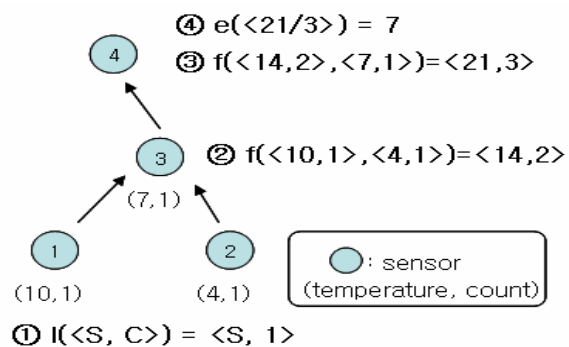 ④ e(<21/3>) = 7
4
③ f(<14,2>,<7,1>)=<21,3>
3
② f(<10,1>,<4,1>)=<14,2>
(7,1)
1
2
: sensor
(10,1)
(4,1)
(temperature, count)
① I(<S, C>) = <S, 1>